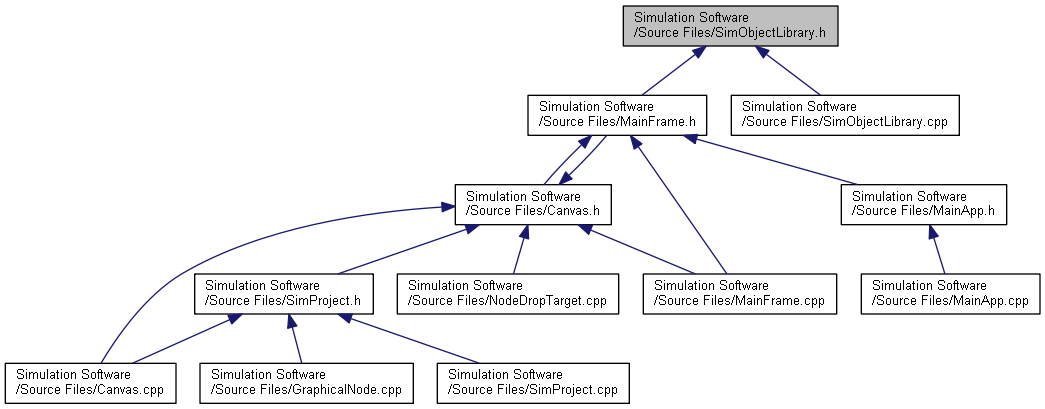 Simulation Software
/Source Files/SimObjectLibrary.h
Simulation Software
/Source Files/MainFrame.h
Simulation Software
/Source Files/SimObjectLibrary.cpp
Simulation Software
/Source Files/Canvas.h
Simulation Software
/Source Files/MainApp.h
Simulation Software
/Source Files/SimProject.h
Simulation Software
/Source Files/NodeDropTarget.cpp
Simulation Software
/Source Files/MainFrame.cpp
Simulation Software
/Source Files/MainApp.cpp
Simulation Software
/Source Files/Canvas.cpp
Simulation Software
/Source Files/GraphicalNode.cpp
Simulation Software
/Source Files/SimProject.cpp